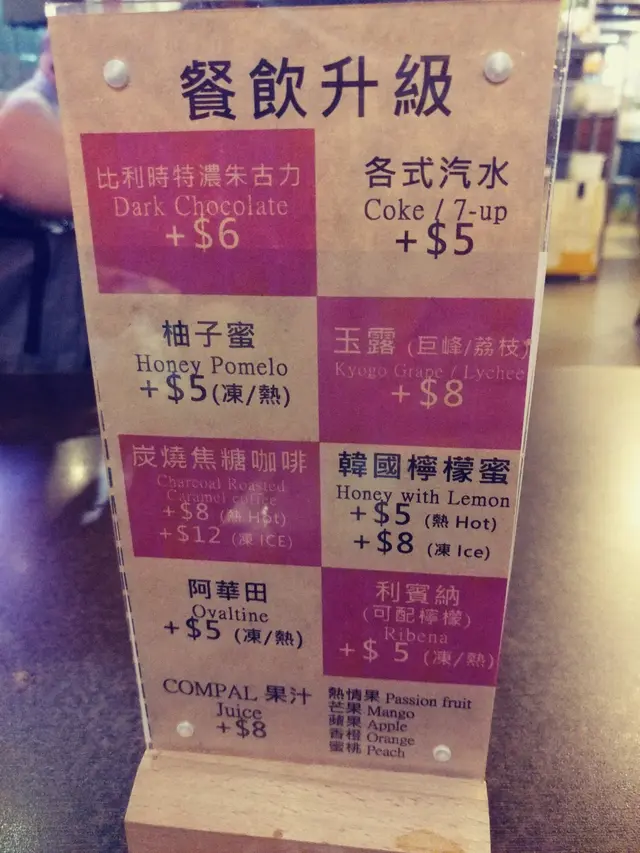 餐飲升級
比利時特濃朱古力
Dark Chocolate
+$6
各式汽水
Coke / 7-up
+$5
柚子蜜
Honey Pomelo
+$5(凍/熱)
玉露 (巨峰/荔枝)
Kyogo Grape / Lychee
+$8
炭燒焦糖咖啡
Charcoal Roasted
Caramel coffee
+$8 (熱 Hot)
+$12 (凍 ICE)
韓國檸檬蜜
Honey with Lemon
+$5 (熱 Hot)
+$8 (凍 Ice)
阿華田
Ovaltine
+$5 (凍/熱)
利賓納
(可配檸檬)
Ribena
+$ 5 (凍/熱)
COMPAL 果汁
Juice
+$8
熱情果 Passion fruit
芒果 Mango
蘋果 Apple
香橙 Orange
蜜桃 Peach